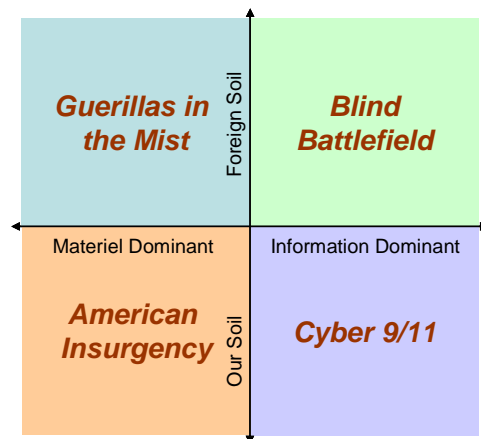 Guerillas in
the Mist
Foreign Soil
Blind
Battlefield
Materiel Dominant
Information Dominant
American
Insurgency
Our Soil
Cyber 9/11